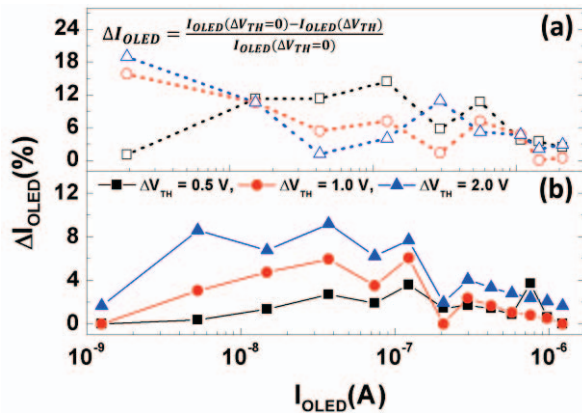 24
18
12
6
0
ΔI_OLED = (I_OLED(ΔV_TH=0)−I_OLED(ΔV_TH)) / I_OLED(ΔV_TH=0)
(a)
12
8
4
0
ΔV_TH = 0.5 V, ΔV_TH = 1.0 V, ΔV_TH = 2.0 V
(b)
ΔI_OLED(%)
10^-9 10^-8 10^-7 10^-6
I_OLED(A)